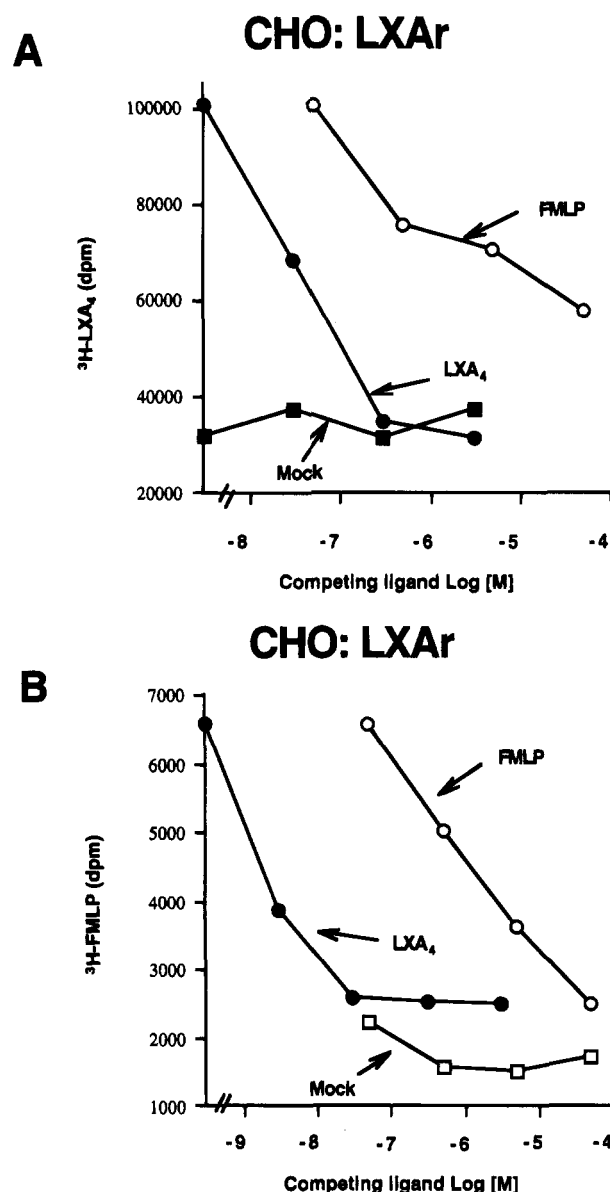 A
CHO: LXAr
100000
80000
60000
40000
20000
³H-LXA₄ (dpm)
FMLP
LXA₄
Mock
-8 -7 -6 -5 -4
Competing ligand Log [M]
B
CHO: LXAr
7000
6000
5000
4000
3000
2000
1000
³H-FMLP (dpm)
FMLP
LXA₄
Mock
-9 -8 -7 -6 -5 -4
Competing ligand Log [M]